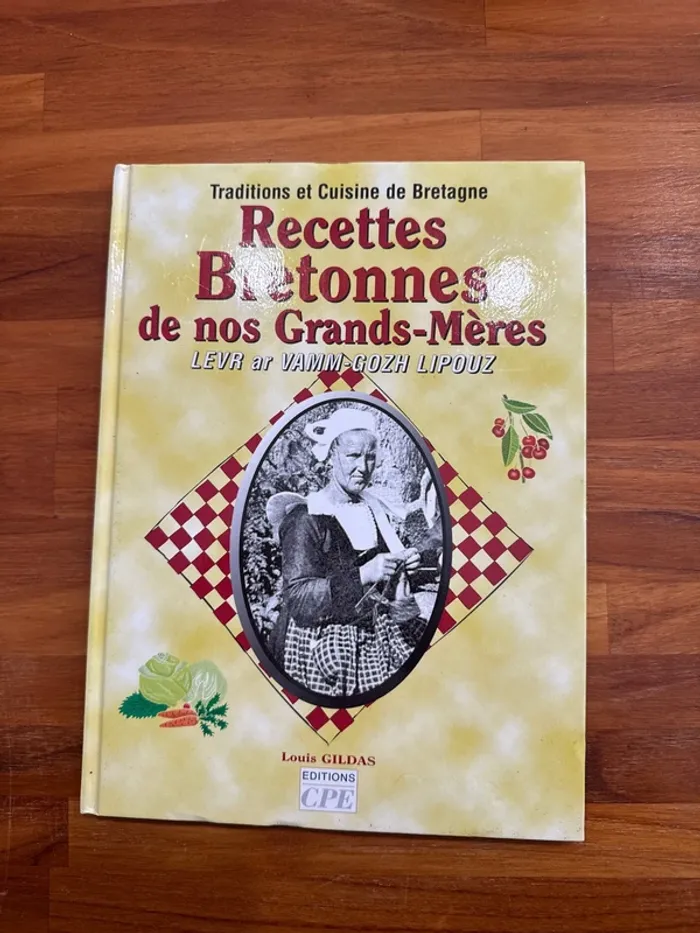 Traditions et Cuisine de Bretagne
Recettes
Bretonnes
de nos Grands-Mères
LEVR ar VAMM-GOZH LIPOUZ
Louis GILDAS
EDITIONS
CPE